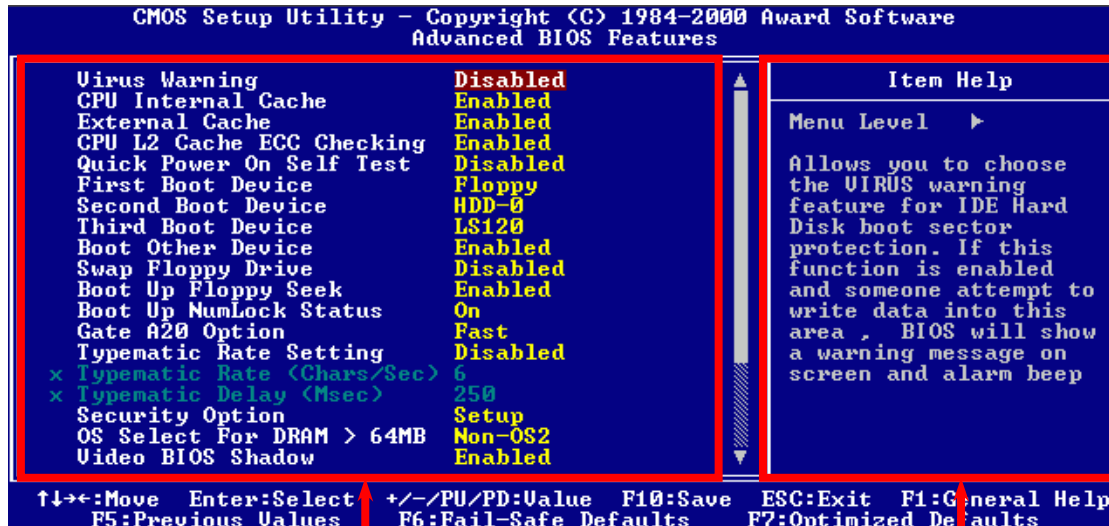 CMOS Setup Utility – Copyright (C) 1984-2000 Award Software
Advanced BIOS Features
Virus Warning Disabled
CPU Internal Cache Enabled
External Cache Enabled
CPU L2 Cache ECC Checking Enabled
Quick Power On Self Test Disabled
First Boot Device Floppy
Second Boot Device HDD-0
Third Boot Device LS120
Boot Other Device Enabled
Swap Floppy Drive Disabled
Boot Up Floppy Seek Enabled
Boot Up NumLock Status On
Gate A20 Option Fast
Typematic Rate Setting Disabled
x Typematic Rate (Chars/Sec) 6
x Typematic Delay (Msec) 250
Security Option Setup
OS Select For DRAM > 64MB Non-OS2
Video BIOS Shadow Enabled
Item Help
Menu Level ►
Allows you to choose
the VIRUS warning
feature for IDE Hard
Disk boot sector
protection. If this
function is enabled
and someone attempt to
write data into this
area , BIOS will show
a warning message on
screen and alarm beep
↑↓→←:Move Enter:Select +/-/PU/PD:Value F10:Save ESC:Exit F1:General Help
F5:Previous Values F6:Fail-Safe Defaults F7:Optimized Defaults